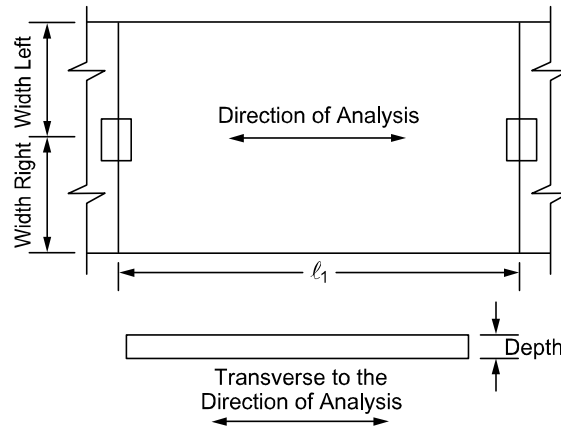 Width Left
Width Right
Direction of Analysis
ℓ1
Depth
Transverse to the
Direction of Analysis